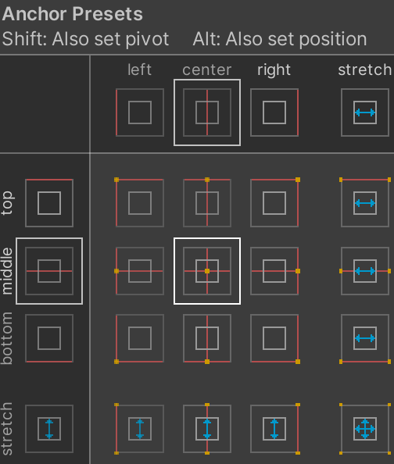 Anchor Presets
Shift: Also set pivot Alt: Also set position
left center right stretch
top
middle
bottom
stretch